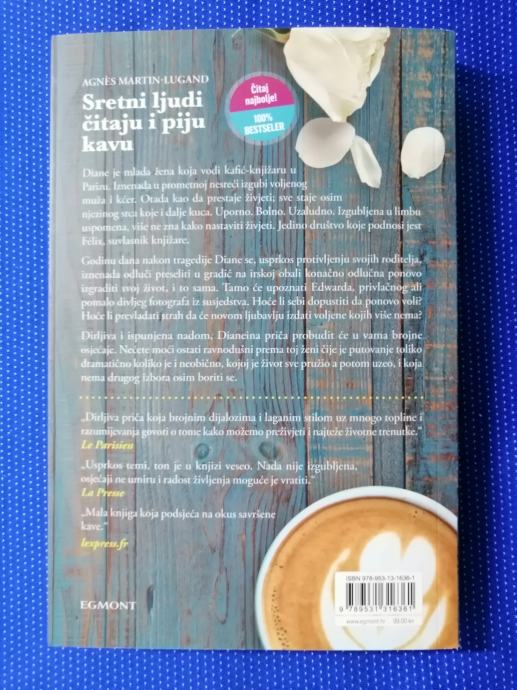 AGNÈS MARTIN-LUGAND
Sretni ljudi
čitaju i piju
kavu
Čitaj
najbolje!
100%
BESTSELER
Diane je mlada žena koja vodi kafić-knjižaru u
Parizu. Iznenada u prometnoj nesreći izgubi voljenog
muža i kćer. Otada kao da prestaje živjeti; sve staje osim
njezinog srca koje i dalje kuca. Uporno. Bolno. Uzaludno. Izgubljena u limbu
uspomena, više ne zna kako nastaviti živjeti. Jedino društvo koje podnosi jest
Félix, suvlasnik knjižare.
Godinu dana nakon tragedije Diane se, usprkos protivljenju svojih roditelja,
iznenada odluči preseliti u gradić na irskoj obali konačno odlučna ponovo
izgraditi svoj život, i to sama. Tamo će upoznati Edwarda, privlačnog ali
pomalo divljeg fotografa iz susjedstva. Hoće li sebi dopustiti da ponovo voli?
Hoće li prevladati strah da će novom ljubavlju izdati voljene kojih više nema?
Dirljiva i ispunjena nadom, Dianeina priča probudit će u vama brojne
osjećaje. Nećete moći ostati ravnodušni prema toj ženi čije je putovanje toliko
dramatično koliko je i neobično, kojoj je život sve pružio a potom uzeo, i koja
nema drugog izbora osim boriti se.
„Dirljiva priča koja brojnim dijalozima i laganim stilom uz mnogo topline i
razumijevanja govori o tome kako možemo preživjeti i najteže životne trenutke.“
Le Parisien
„Usprkos temi, ton je u knjizi veseo. Nada nije izgubljena,
osjećaji ne umiru i radost življenja moguće je vratiti.“
La Presse
„Mala knjiga koja podsjeća na okus savršene
kave.“
lexpress.fr
ISBN 978-953-13-1636-1
9 789531 316361
www.egmont.hr 99,00 kn
EGMONT